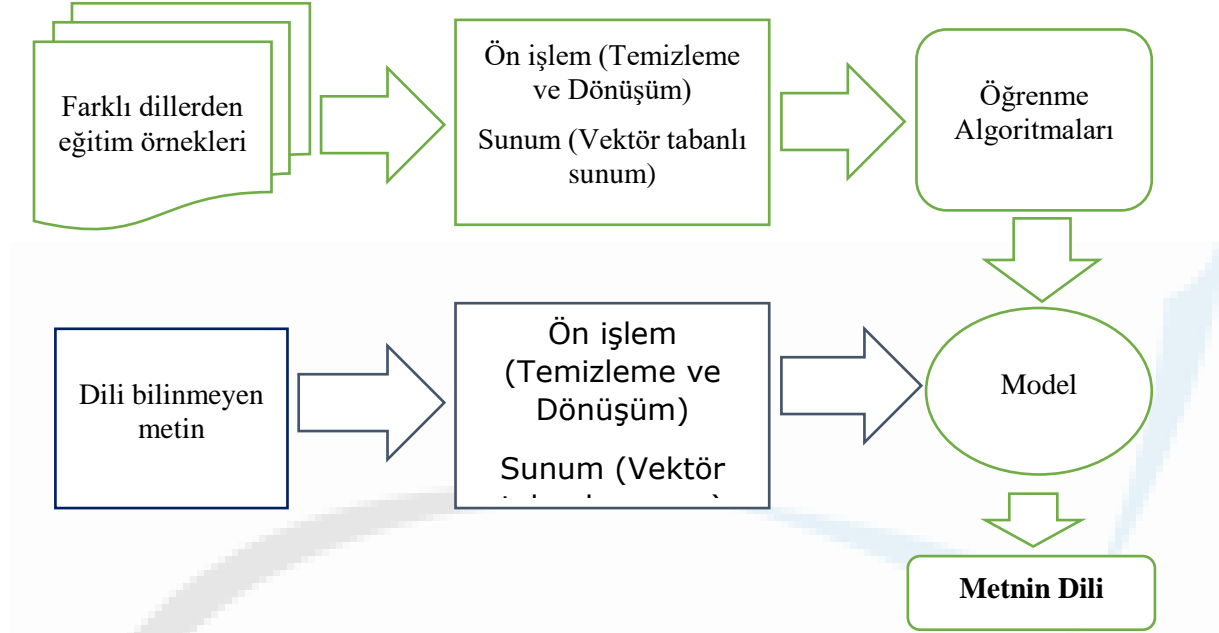 Farklı dillerden
eğitim örnekleri
Ön işlem (Temizleme
ve Dönüşüm)
Sunum (Vektör tabanlı
sunum)
Öğrenme
Algoritmaları
Dili bilinmeyen
metin
Ön işlem
(Temizleme ve
Dönüşüm)
Sunum (Vektör
Model
Metnin Dili